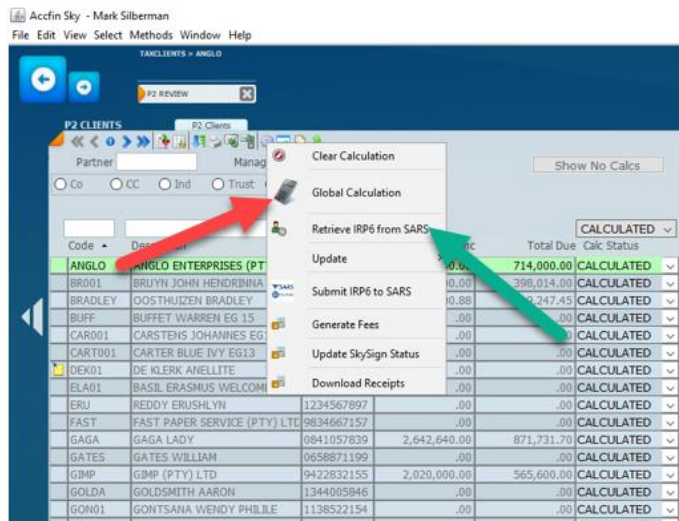 Accfin Sky - Mark Silberman
File Edit View Select Methods Window Help
TAXCLIENTS > ANGLO
P2 REVIEW
P2 CLIENTS P2 Clients
Partner Manag
Co CC Ind Trust
Show No Calcs
Clear Calculation
Global Calculation
Retrieve IRP6 from SARS
Update
Submit IRP6 to SARS
Generate Fees
Update SkySign Status
Download Receipts
CALCULATED
Code Total Due Calc Status
ANGLO ANGLO ENTERPRISES (PT 714,000.00 CALCULATED
BR001 BRUYN JOHN HENDRINNA 398,014.00 CALCULATED
BRADLEY OOSTHUIZEN BRADLEY 247.45 CALCULATED
BUFF BUFFET WARREN EG 15 CALCULATED
CAR001 CARSTENS JOHANNES EG .00 CALCULATED
CART001 CARTER BLUE IVY EG13 .00 CALCULATED
DEK01 DE KLERK ANELLITE .00 CALCULATED
ELA01 BASIL ERASMUS WELCOM .00 CALCULATED
ERU REDDY ERUSHLYN 1234567897 .00 .00 CALCULATED
FAST FAST PAPER SERVICE (PTY) LTD 9834667157 .00 .00 CALCULATED
GAGA GAGA LADY 0841057839 2,642,640.00 871,731.70 CALCULATED
GATES GATES WILLIAM 0658871199 .00 .00 CALCULATED
GIMP GIMP (PTY) LTD 9422832155 2,020,000.00 565,600.00 CALCULATED
GOLDA GOLDSMITH AARON 1344005846 .00 .00 CALCULATED
GON01 GONTSANA WENDY PHILILE 1138522154 .00 .00 CALCULATED